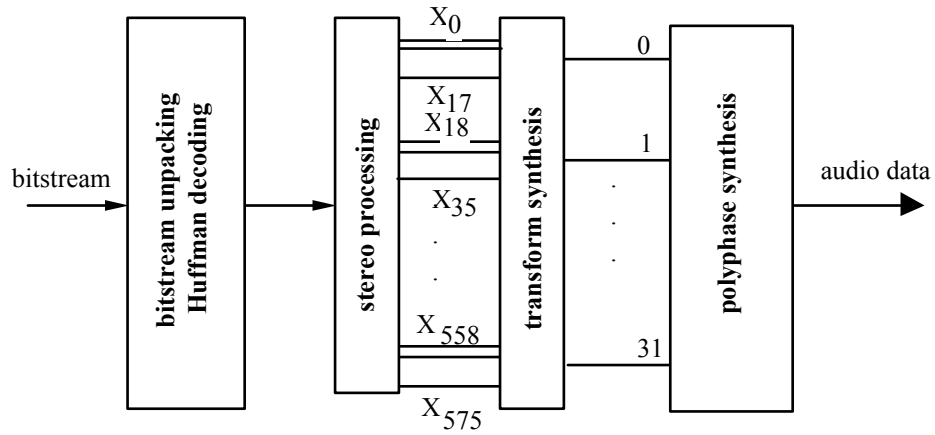 bitstream
bitstream unpacking
Huffman decoding
stereo processing
X0
X17
X18
X35
X558
X575
transform synthesis
0
1
31
polyphase synthesis
audio data